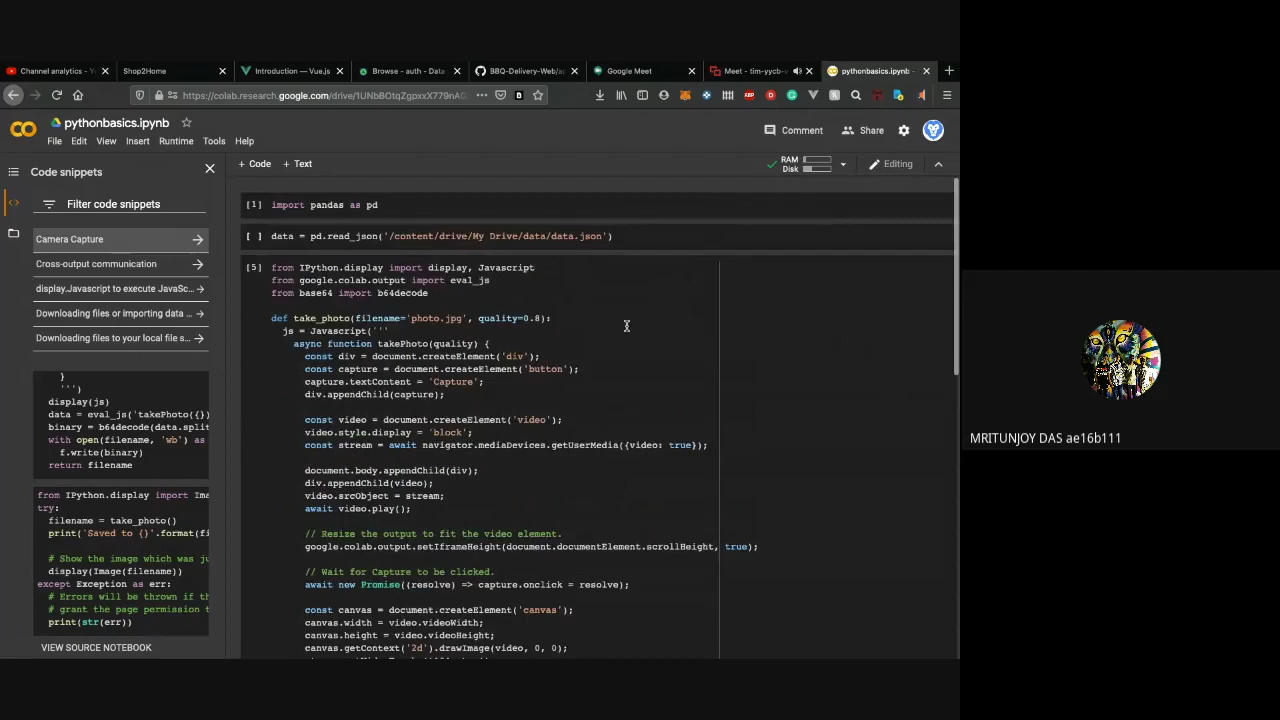 Channel analytics - Y
Shop2Home
Introduction — Vue.js
Browse - auth - Data
BBQ-Delivery-Web/a
Google Meet
Meet - tim-yycb-v
pythonbasics.ipynb -
https://colab.research.google.com/drive/1UNbBOtqZgpxxX779nA
pythonbasics.ipynb
File Edit View Insert Runtime Tools Help
Comment
Share
Code snippets
+ Code + Text
RAM
Disk
Editing
Filter code snippets
Camera Capture
Cross-output communication
display.Javascript to execute JavaSc...
Downloading files or importing data ...
Downloading files to your local file s...
}
''')
display(js)
data = eval_js('takePhoto({})
binary = b64decode(data.split
with open(filename, 'wb') as
f.write(binary)
return filename
from IPython.display import Ima
try:
filename = take_photo()
print('Saved to {}'.format(fi
# Show the image which was ju
display(Image(filename))
except Exception as err:
# Errors will be thrown if th
# grant the page permission t
print(str(err))
VIEW SOURCE NOTEBOOK
[1] import pandas as pd
[ ] data = pd.read_json('/content/drive/My Drive/data/data.json')
[5] from IPython.display import display, Javascript
from google.colab.output import eval_js
from base64 import b64decode
def take_photo(filename='photo.jpg', quality=0.8):
js = Javascript('''
async function takePhoto(quality) {
const div = document.createElement('div');
const capture = document.createElement('button');
capture.textContent = 'Capture';
div.appendChild(capture);
const video = document.createElement('video');
video.style.display = 'block';
const stream = await navigator.mediaDevices.getUserMedia({video: true});
document.body.appendChild(div);
div.appendChild(video);
video.srcObject = stream;
await video.play();
// Resize the output to fit the video element.
google.colab.output.setIframeHeight(document.documentElement.scrollHeight, true);
// Wait for Capture to be clicked.
await new Promise((resolve) => capture.onclick = resolve);
const canvas = document.createElement('canvas');
canvas.width = video.videoWidth;
canvas.height = video.videoHeight;
canvas.getContext('2d').drawImage(video, 0, 0);
MRITUNJOY DAS ae16b111